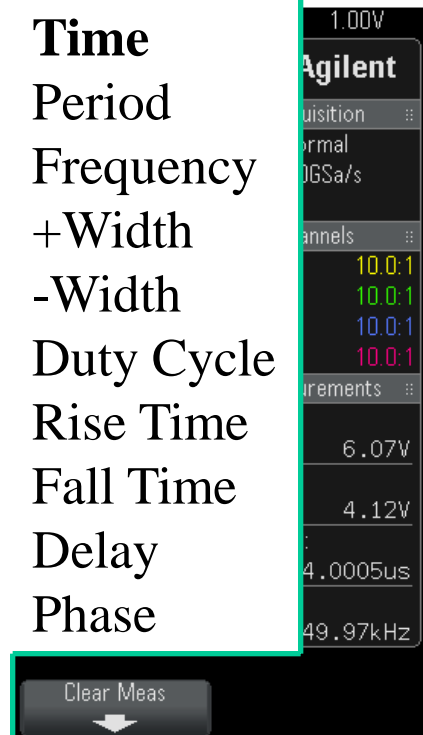 Time
Period
Frequency
+Width
-Width
Duty Cycle
Rise Time
Fall Time
Delay
Phase
1.00V
Agilent
uisition
ormal
0GSa/s
annels
10.0:1
10.0:1
10.0:1
10.0:1
urements
6.07V
4.12V
:
4.0005us
49.97kHz
Clear Meas